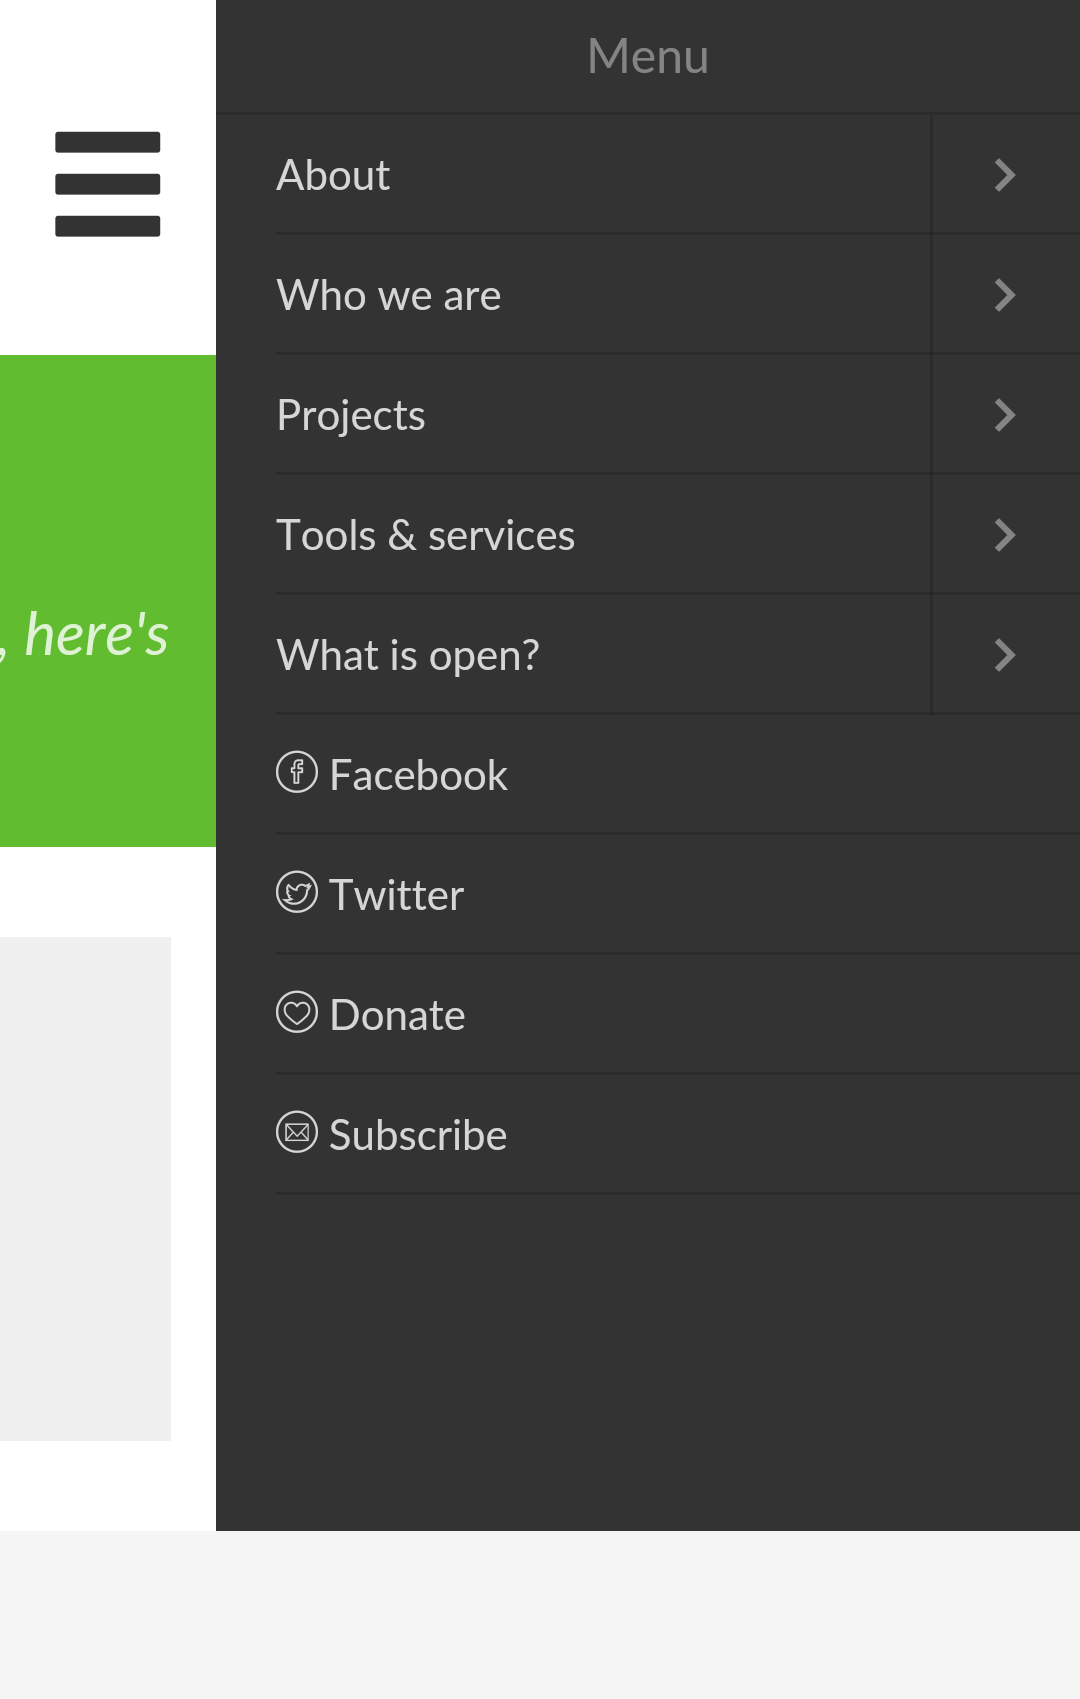 Menu
About
Who we are
Projects
Tools & services
, here's
What is open?
Facebook
Twitter
Donate
Subscribe